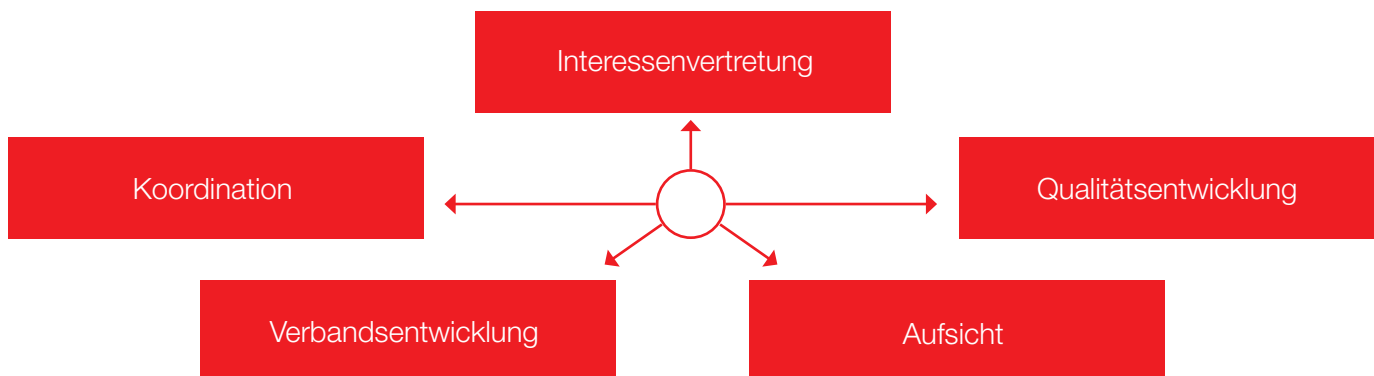 Interessenvertretung
Koordination
Qualitätsentwicklung
Verbandsentwicklung
Aufsicht